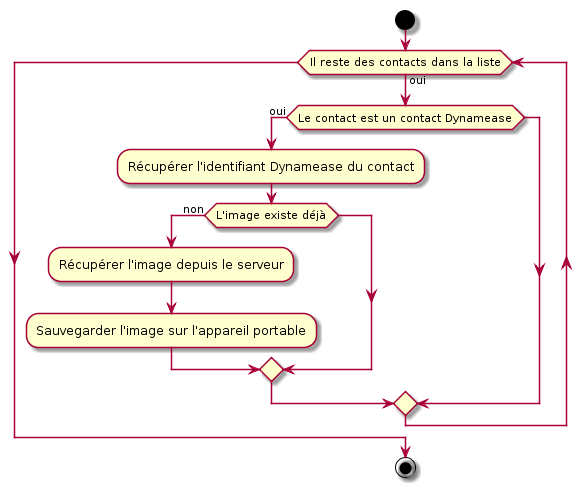 Il reste des contacts dans la liste
oui
oui
Le contact est un contact Dynamease
Récupérer l'identifiant Dynamease du contact
non
L'image existe déjà
Récupérer l'image depuis le serveur
Sauvegarder l'image sur l'appareil portable